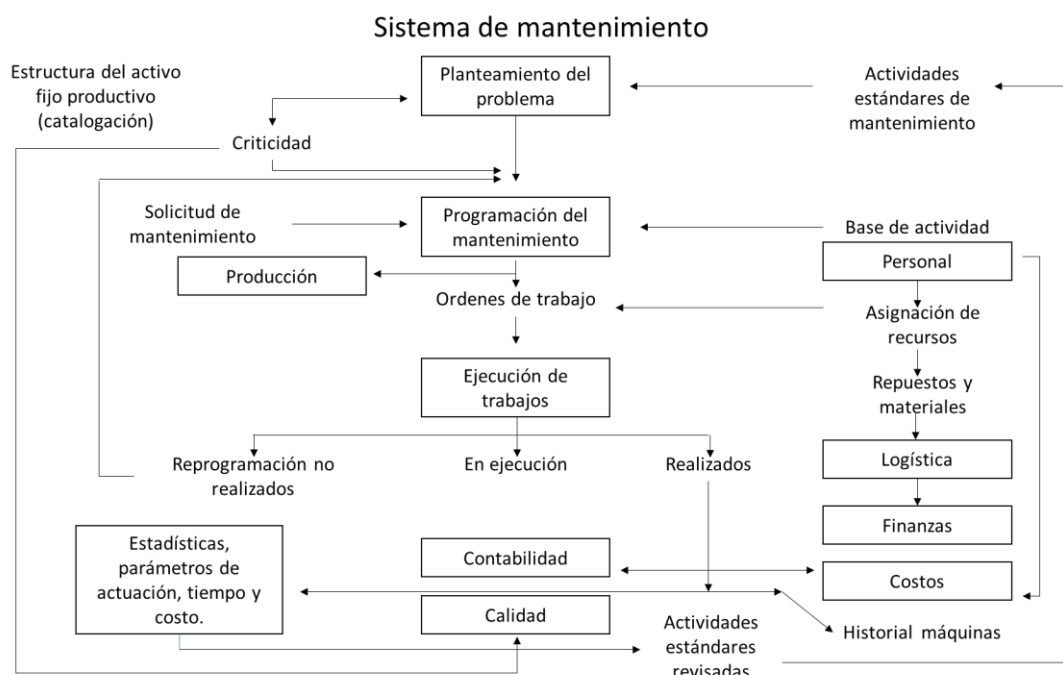 Sistema de mantenimiento
Estructura del activo
fijo productivo
(catalogación)
Planteamiento del
problema
Actividades
estándares de
mantenimiento
Criticidad
Solicitud de
mantenimiento
Programación del
mantenimiento
Base de actividad
Producción
Personal
Ordenes de trabajo
Asignación de
recursos
Ejecución de
trabajos
Repuestos y
materiales
Reprogramación no
realizados
En ejecución
Realizados
Logística
Finanzas
Estadísticas,
parámetros de
actuación, tiempo y
costo.
Contabilidad
Costos
Calidad
Actividades
estándares
revisadas
Historial máquinas